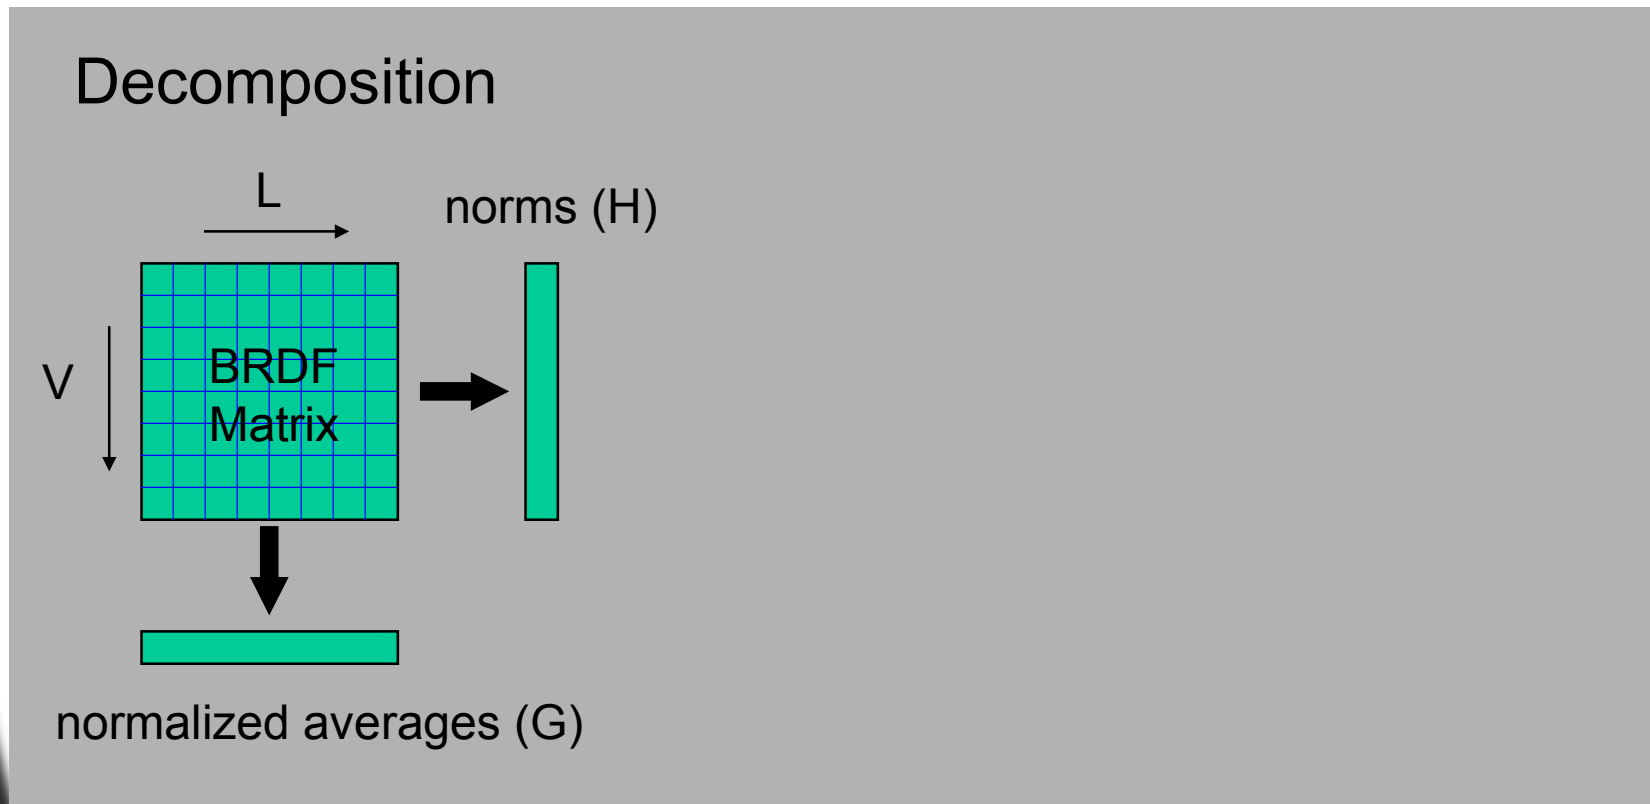 Decomposition
L
norms (H)
V
BRDF
Matrix
normalized averages (G)